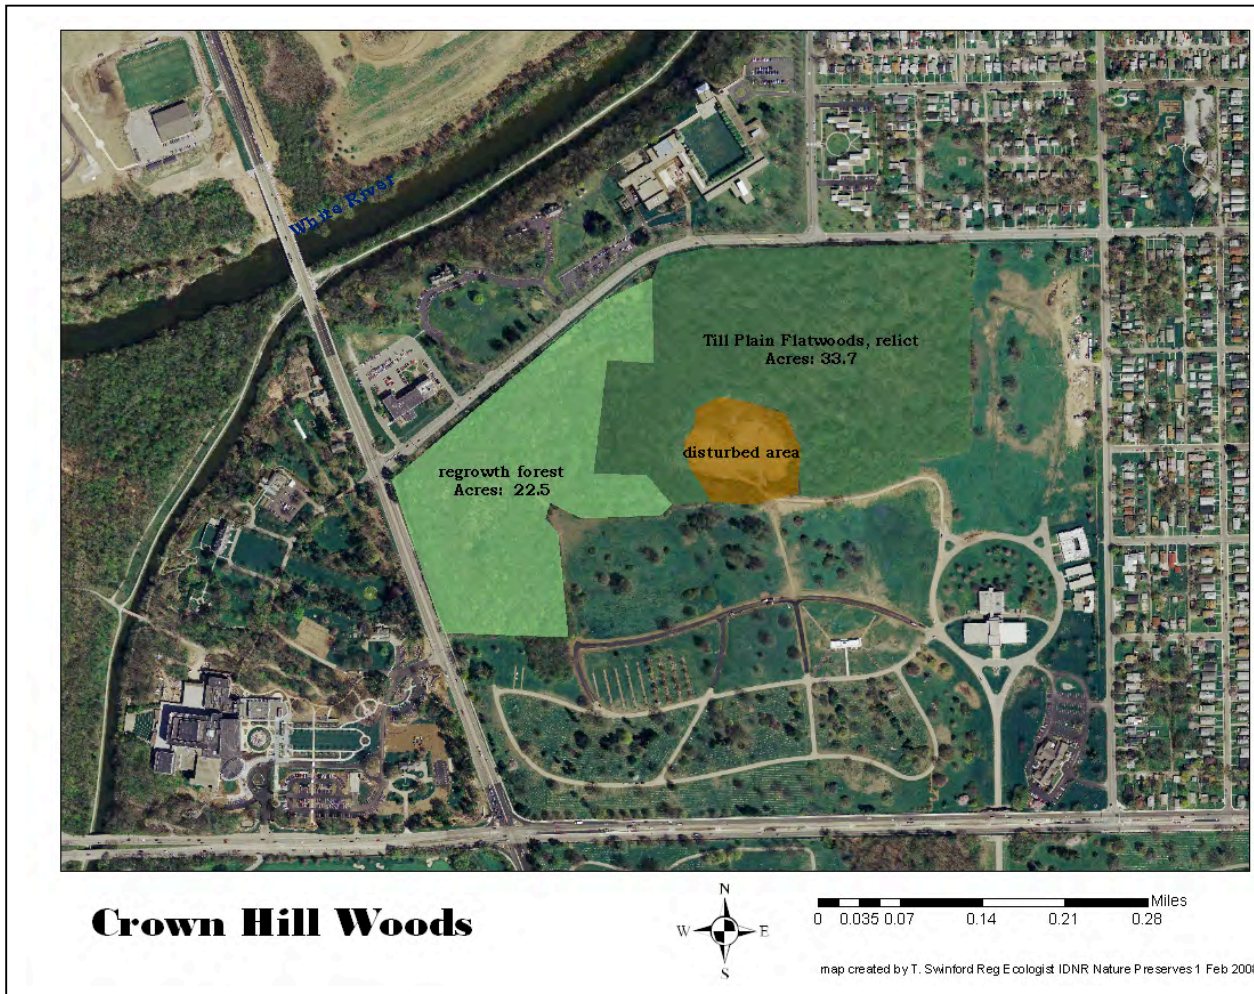 White River
Till Plain Flatwoods, relict
Acres: 33.7
disturbed area
regrowth forest
Acres: 22.5
Crown Hill Woods
N
W E
S
Miles
0 0.035 0.07 0.14 0.21 0.28
map created by T. Swinford Reg Ecologist IDNR Nature Preserves 1 Feb